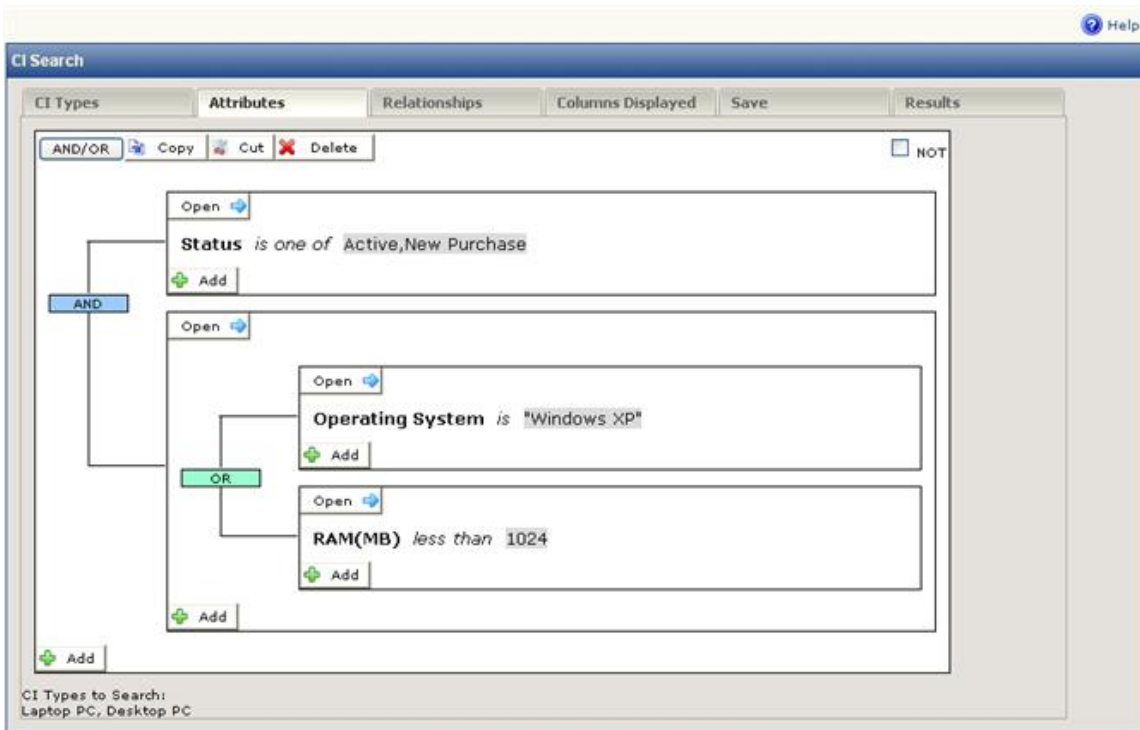 Help
CI Search
CI Types Attributes Relationships Columns Displayed Save Results
AND/OR Copy Cut Delete NOT
Open
Status is one of Active,New Purchase
Add
AND
Open
Open
Operating System is "Windows XP"
Add
OR
Open
RAM(MB) less than 1024
Add
Add
Add
CI Types to Search:
Laptop PC, Desktop PC